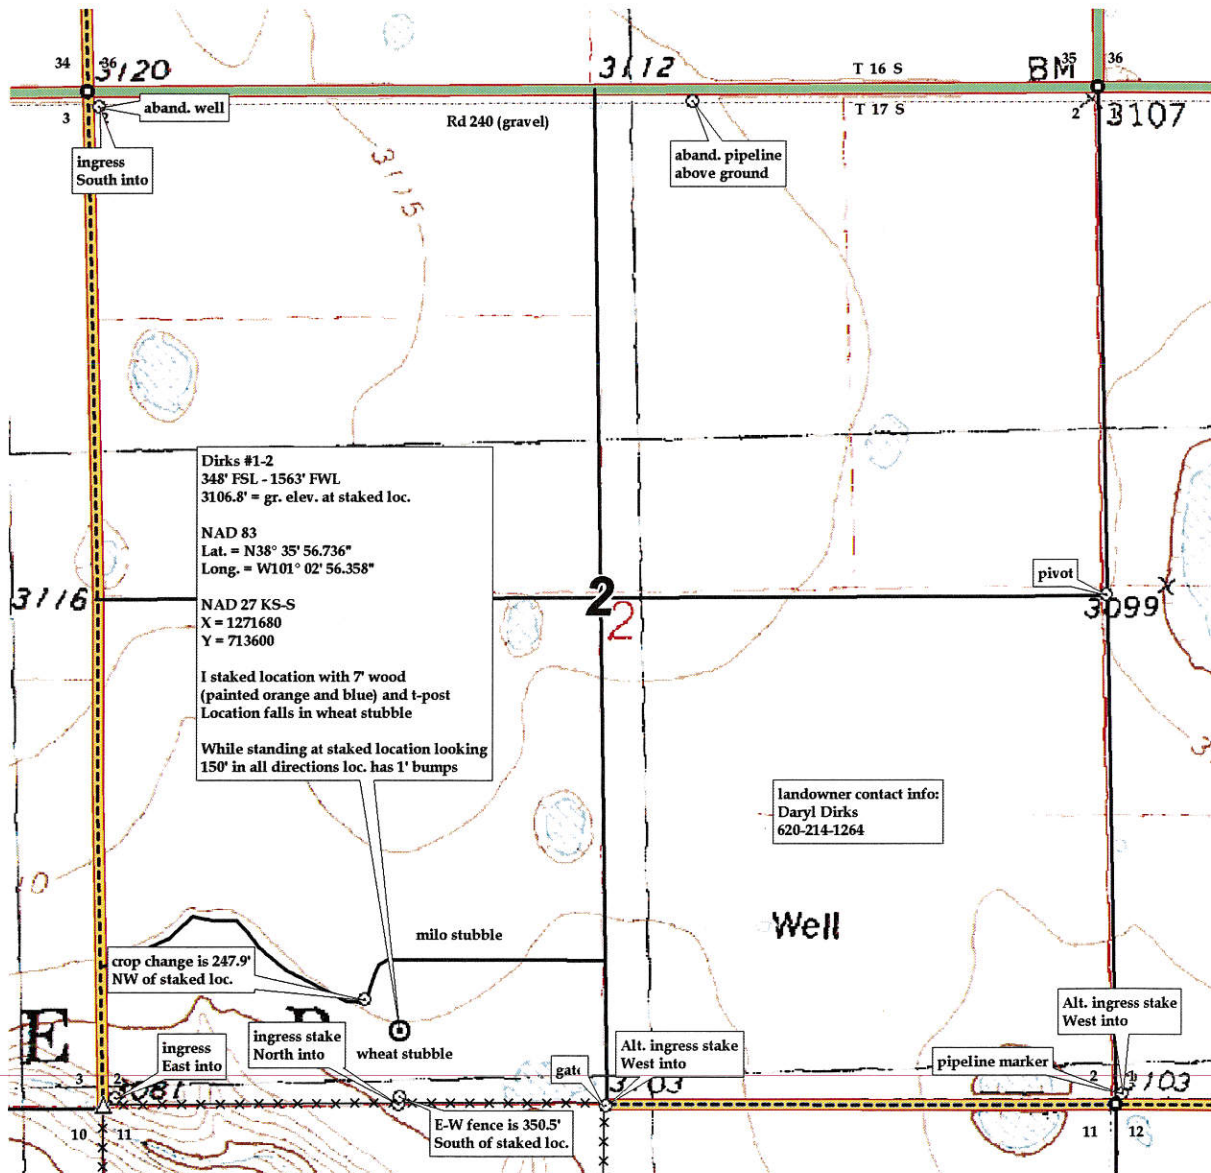 34
36
3120
3112
T 16 S
BM
35
36
aband. well
3
2
Rd 240 (gravel)
T 17 S
2
1
3107
ingress
South into
aband. pipeline
above ground
3115
Dirks #1-2
348' FSL - 1563' FWL
3106.8' = gr. elev. at staked loc.
NAD 83
Lat. = N38° 35' 56.736"
Long. = W101° 02' 56.358"
NAD 27 KS-S
X = 1271680
Y = 713600
I staked location with 7' wood
(painted orange and blue) and t-post
Location falls in wheat stubble
While standing at staked location looking
150' in all directions loc. has 1' bumps
pivot
3116
2
2
3099
landowner contact info:
Daryl Dirks
620-214-1264
10
Well
milo stubble
crop change is 247.9'
NW of staked loc.
E
ingress
East into
ingress stake
North into
wheat stubble
Alt. ingress stake
West into
Alt. ingress stake
West into
pipeline marker
gate
3
2
3081
3103
2
1
3103
E-W fence is 350.5'
South of staked loc.
10
11
11
12